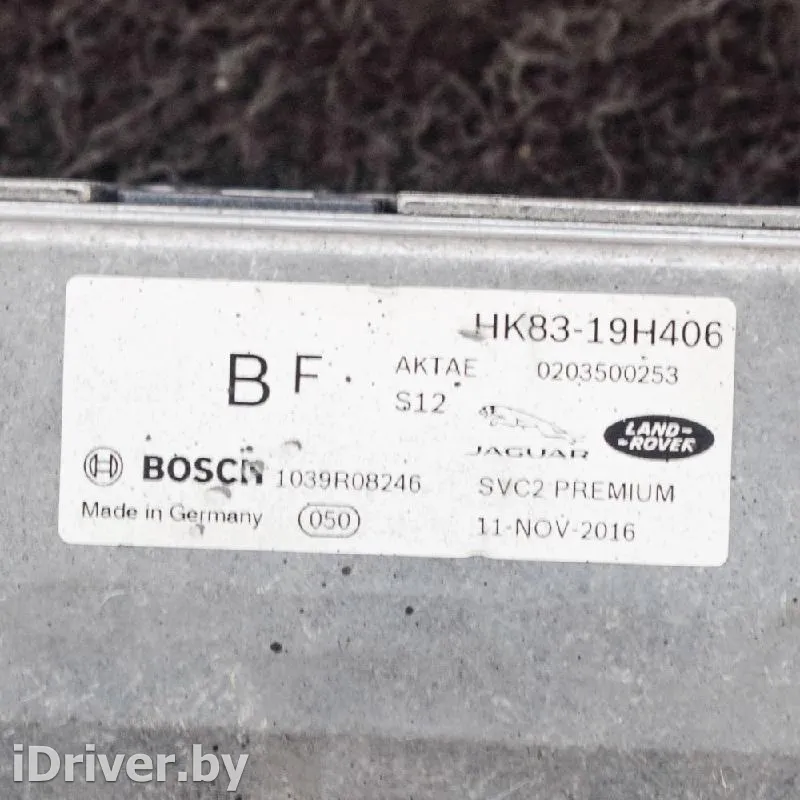 HK83-19H406
B F
AKTAE 0203500253
S12
JAGUAR
LAND-
-ROVER
BOSCH 1039R08246
SVC2 PREMIUM
Made in Germany 050
11-NOV-2016
iDriver.by